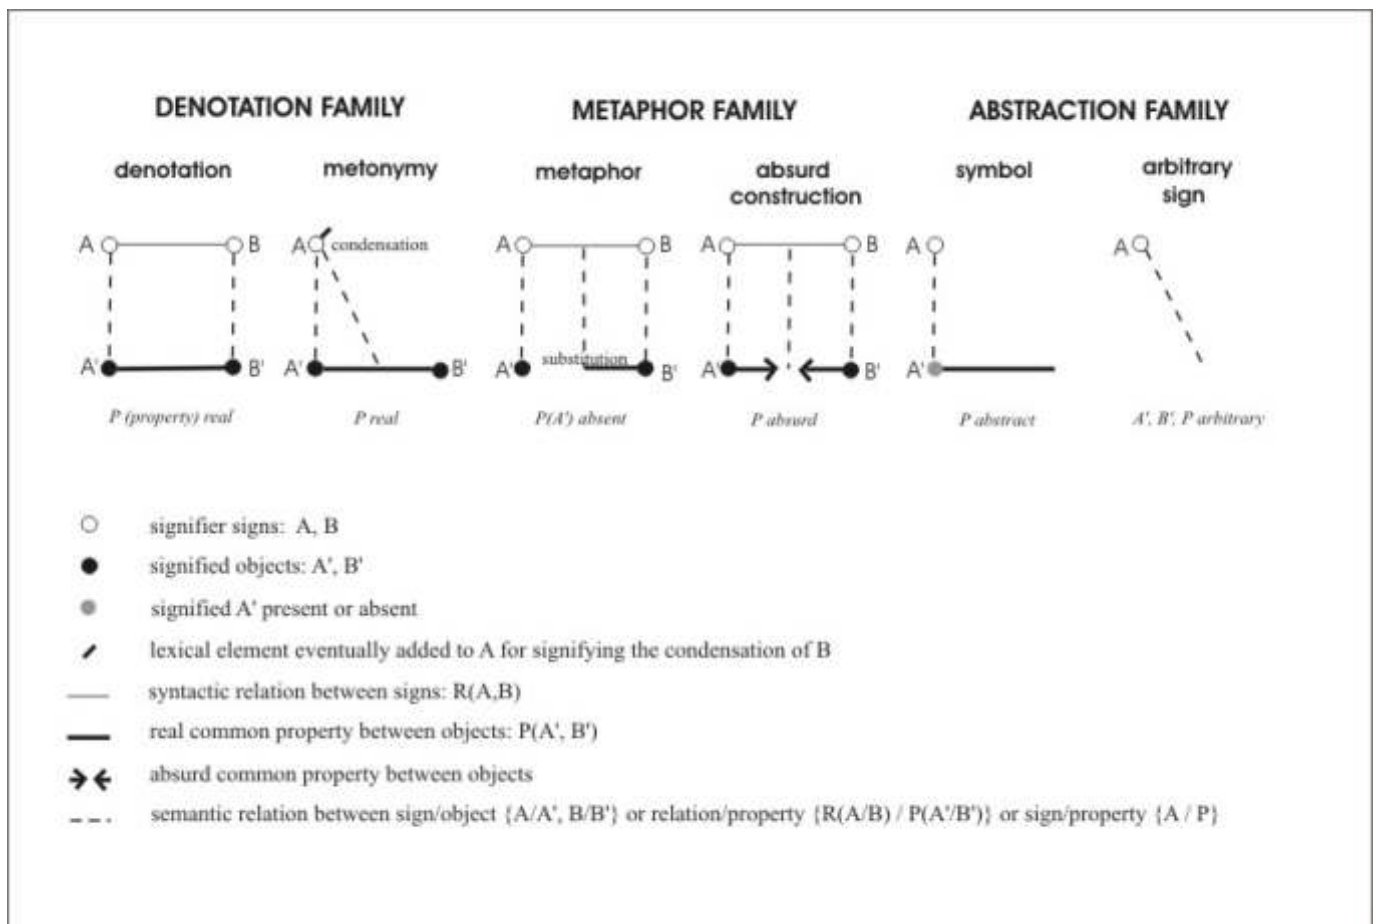 DENOTATION FAMILY METAPHOR FAMILY ABSTRACTION FAMILY
denotation metonymy metaphor absurd construction symbol arbitrary sign
A B A condensation A B A B A A
A' B' A' B' A' substitution B' A' B' A'
P (property) real P real P(A') absent P absurd P abstract A', B', P arbitrary
signifier signs: A, B
signified objects: A', B'
signified A' present or absent
lexical element eventually added to A for signifying the condensation of B
syntactic relation between signs: R(A,B)
real common property between objects: P(A', B')
absurd common property between objects
semantic relation between sign/object {A/A', B/B'} or relation/property {R(A/B) / P(A'/B')} or sign/property {A / P}